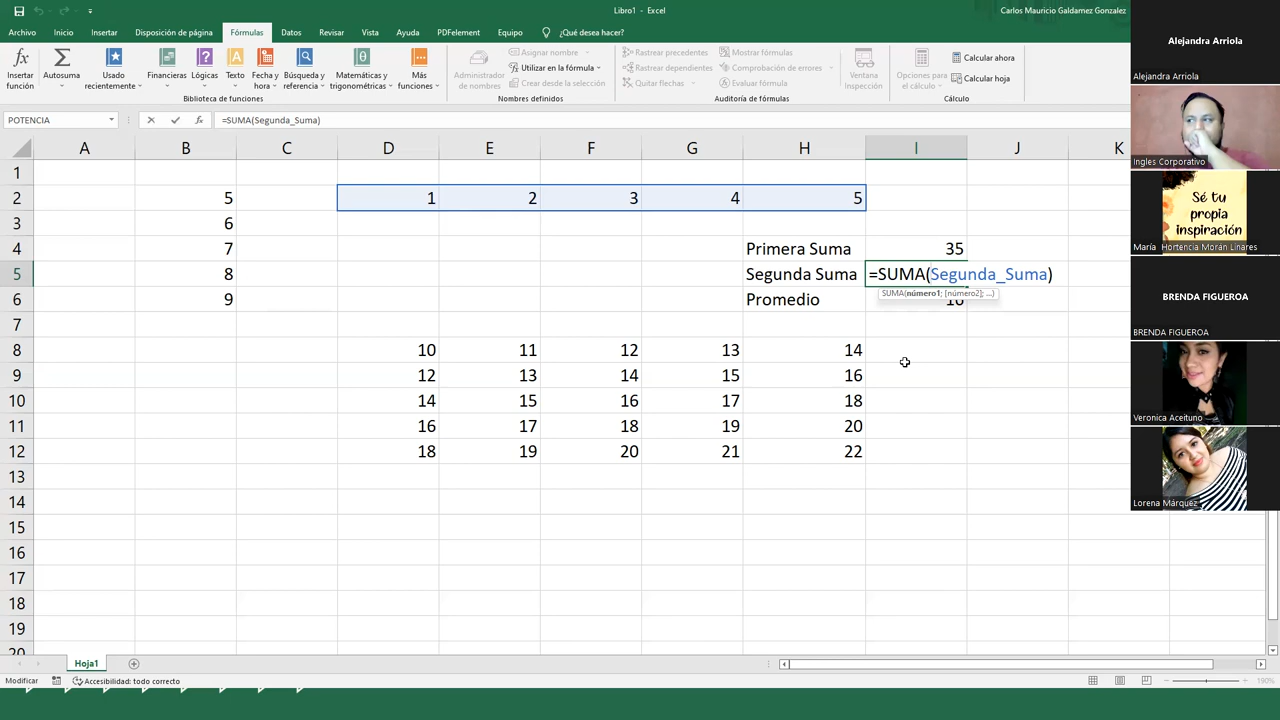 Libro1 - Excel
Carlos Mauricio Galdamez Gonzalez
Archivo Inicio Insertar Disposición de página Fórmulas Datos Revisar Vista Ayuda PDFelement Equipo ¿Qué desea hacer?
Insertar función
Autosuma
Usado recientemente
Financieras
Lógicas
Texto
Fecha y hora
Búsqueda y referencia
Matemáticas y trigonométricas
Más funciones
Biblioteca de funciones
Administrador de nombres
Asignar nombre
Utilizar en la fórmula
Crear desde la selección
Nombres definidos
Rastrear precedentes
Rastrear dependientes
Quitar flechas
Mostrar fórmulas
Comprobación de errores
Evaluar fórmula
Auditoría de fórmulas
Ventana Inspección
Opciones para el cálculo
Calcular ahora
Calcular hoja
Cálculo
POTENCIA fx =SUMA(Segunda_Suma)
A B C D E F G H I J K
1
2 5 1 2 3 4 5
3 6
4 7 Primera Suma 35
5 8 Segunda Suma =SUMA(Segunda_Suma)
SUMA(número1; [número2]; ...)
6 9 Promedio 16
7
8 10 11 12 13 14
9 12 13 14 15 16
10 14 15 16 17 18
11 16 17 18 19 20
12 18 19 20 21 22
13
14
15
16
17
18
19
20
Hoja1
Modificar Accesibilidad: todo correcto 190%
Alejandra Arriola
Alejandra Arriola
Ingles Corporativo
Sé tu
propia
inspiración
María Hortencia Morán Linares
BRENDA FIGUEROA
BRENDA FIGUEROA
Veronica Aceituno
Lorena Márquez